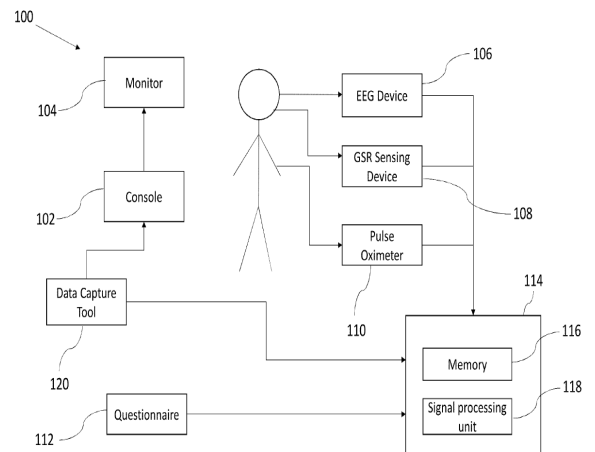 100
Monitor
104
106
EEG Device
GSR Sensing
Device
108
Console
102
Pulse
Oximeter
110
Data Capture
Tool
120
114
Memory
116
Signal processing
unit
118
Questionnaire
112